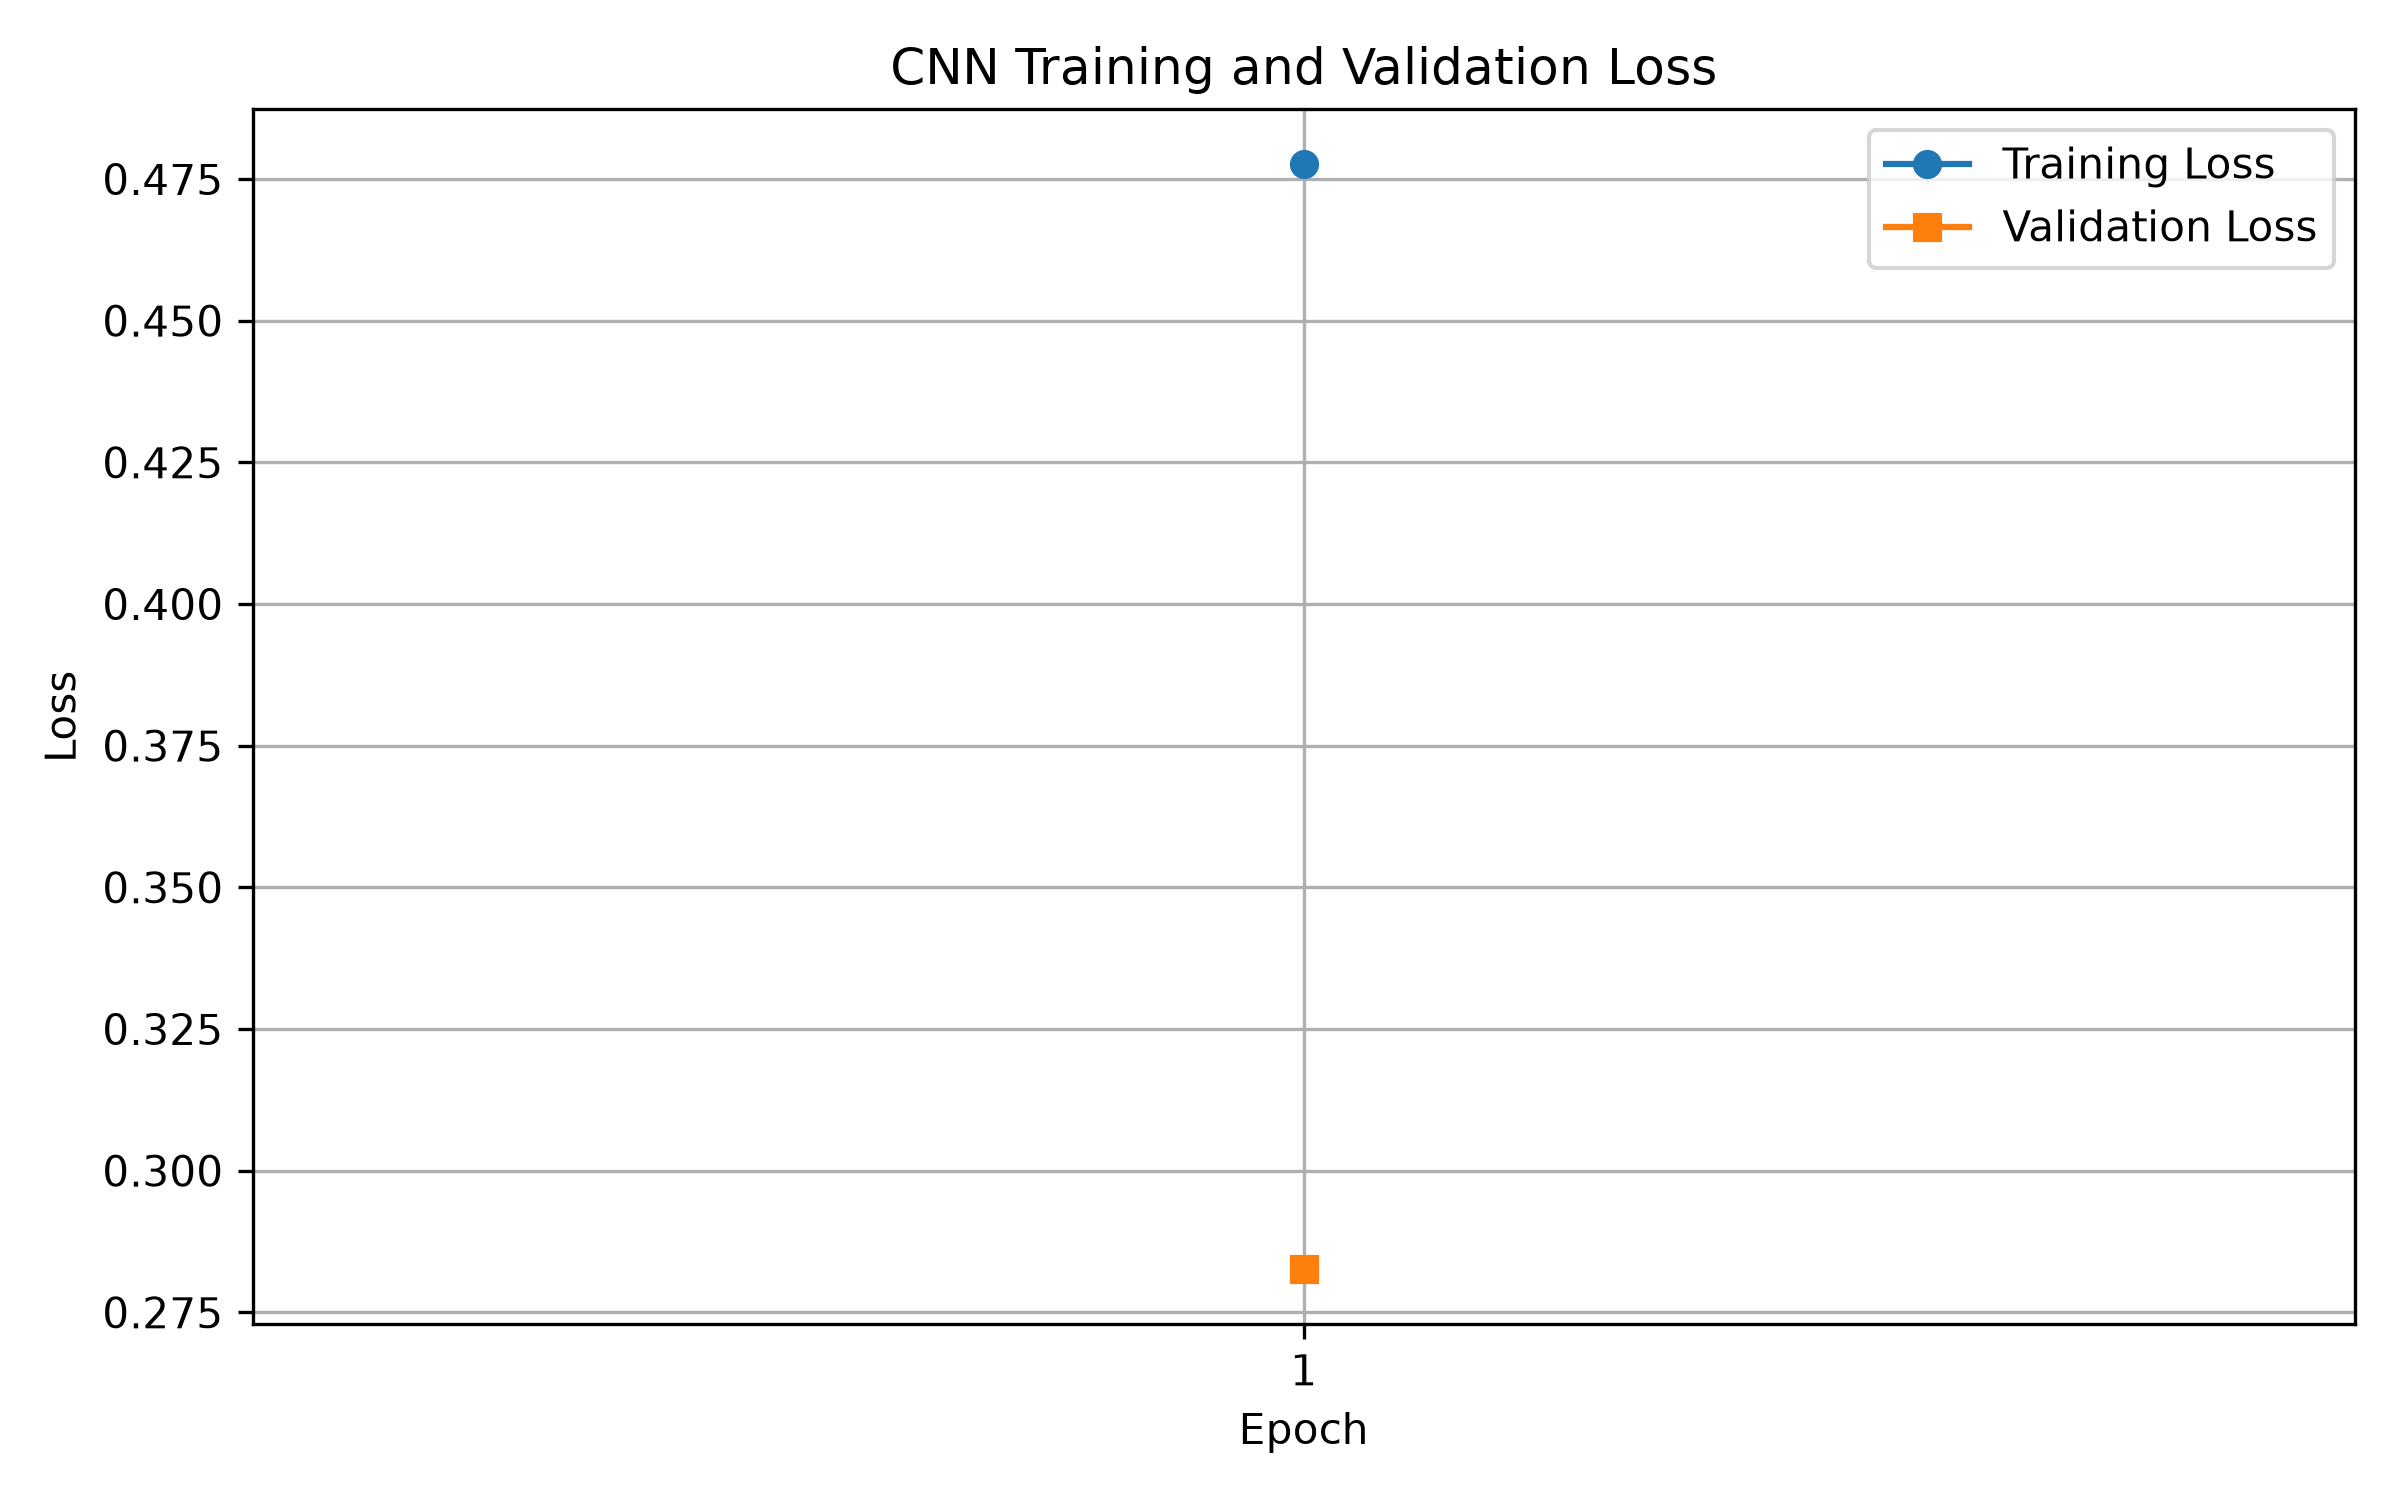 CNN Training and Validation Loss
Training Loss
Validation Loss
0.475
0.450
0.425
0.400
0.375
0.350
0.325
0.300
0.275
Loss
1
Epoch